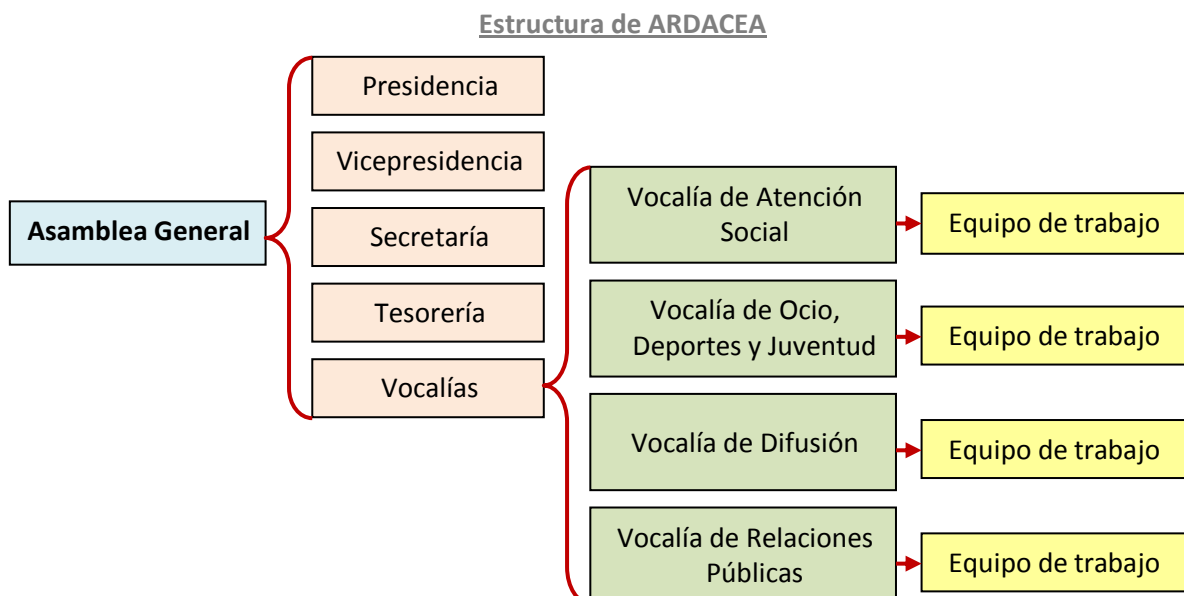 Estructura de ARDACEA
Asamblea General
Presidencia
Vicepresidencia
Secretaría
Tesorería
Vocalías
Vocalía de Atención
Social
Equipo de trabajo
Vocalía de Ocio,
Deportes y Juventud
Equipo de trabajo
Vocalía de Difusión
Equipo de trabajo
Vocalía de Relaciones
Públicas
Equipo de trabajo